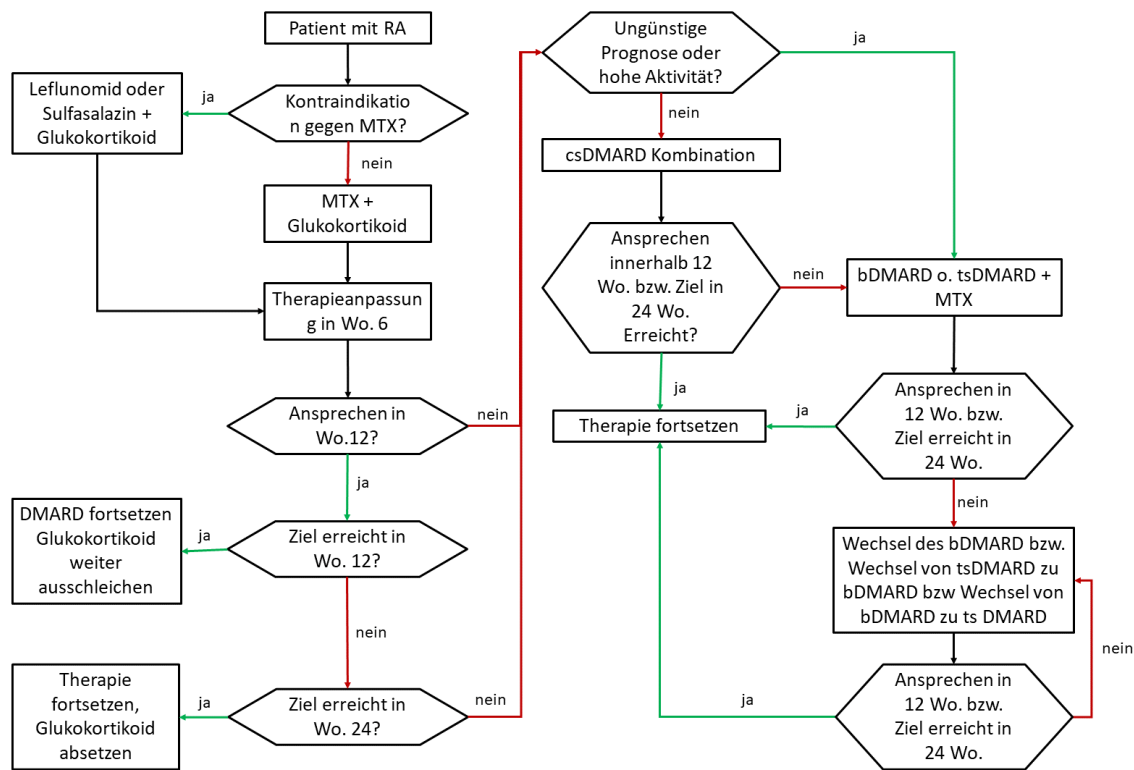 Patient mit RA
Kontraindikatio
n gegen MTX?
ja
Leflunomid oder
Sulfasalazin +
Glukokortikoid
nein
MTX +
Glukokortikoid
Therapieanpassun
g in Wo. 6
Ansprechen in
Wo.12?
nein
ja
Ziel erreicht in
Wo. 12?
ja
DMARD fortsetzen
Glukokortikoid
weiter
ausschleichen
nein
Ziel erreicht in
Wo. 24?
ja
Therapie
fortsetzen,
Glukokortikoid
absetzen
nein
Ungünstige
Prognose oder
hohe Aktivität?
ja
nein
csDMARD Kombination
Ansprechen
innerhalb 12
Wo. bzw. Ziel in
24 Wo.
Erreicht?
nein
bDMARD o. tsDMARD +
MTX
ja
Therapie fortsetzen
Ansprechen in
12 Wo. bzw.
Ziel erreicht in
24 Wo.
ja
nein
Wechsel des bDMARD bzw.
Wechsel von tsDMARD zu
bDMARD bzw Wechsel von
bDMARD zu ts DMARD
nein
Ansprechen in
12 Wo. bzw.
Ziel erreicht in
24 Wo.
ja